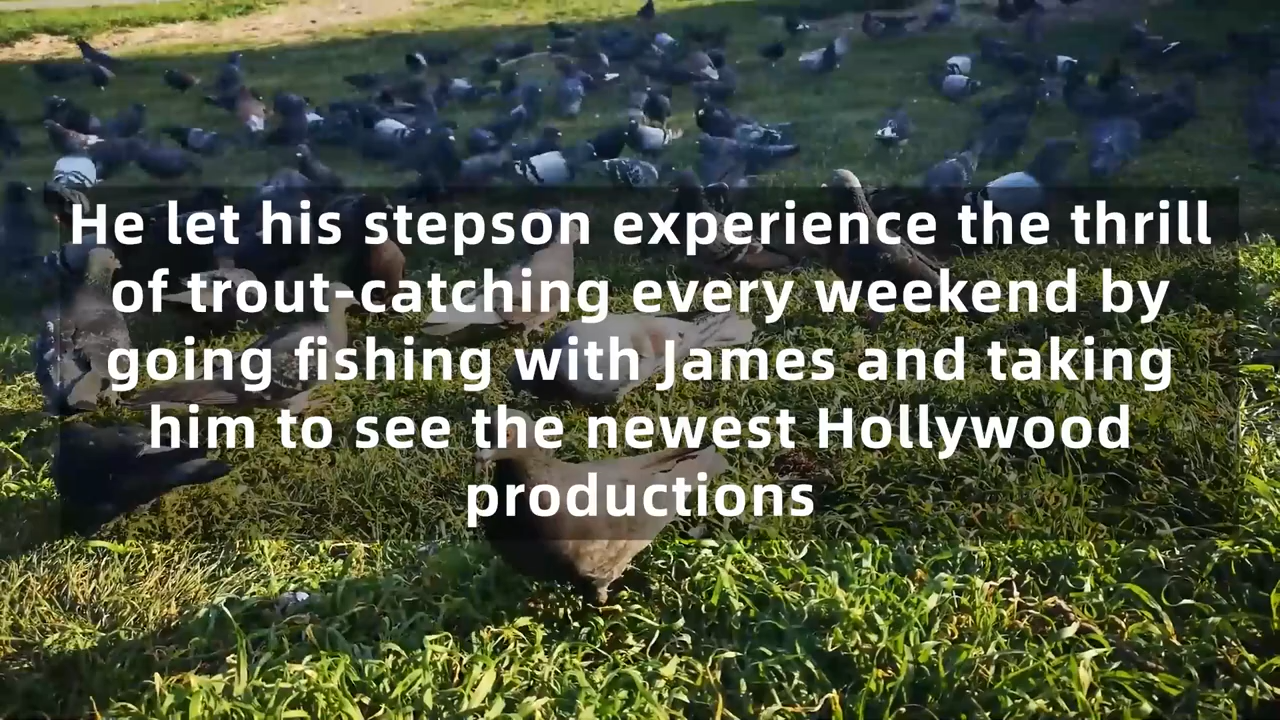 He let his stepson experience the thrill
of trout-catching every weekend by
going fishing with James and taking
him to see the newest Hollywood
productions